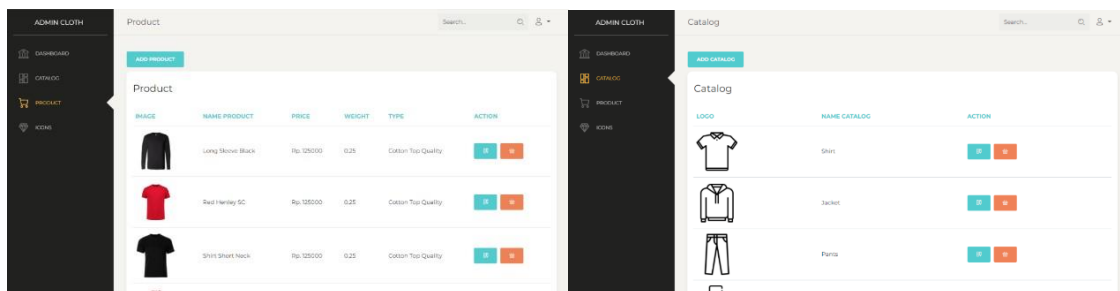 ADMIN CLOTH
Product
Search..
DASHBOARD
CATALOG
PRODUCT
ICONS
ADD PRODUCT
Product
IMAGE NAME PRODUCT PRICE WEIGHT TYPE ACTION
Long Sleeve Black Rp. 125000 0.25 Cotton Top Quality
Red Henley SC Rp. 125000 0.25 Cotton Top Quality
Shirt Short Neck Rp. 125000 0.25 Cotton Top Quality
ADMIN CLOTH
Catalog
Search..
DASHBOARD
CATALOG
PRODUCT
ICONS
ADD CATALOG
Catalog
LOGO NAME CATALOG ACTION
Shirt
Jacket
Pants